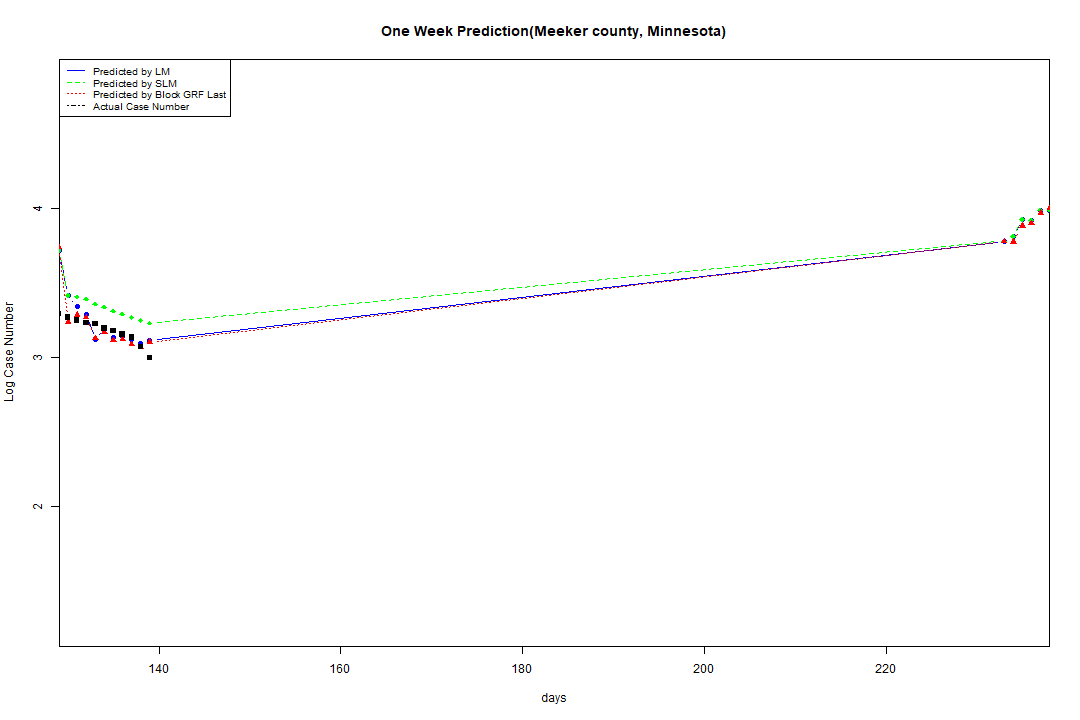 One Week Prediction(Meeker county, Minnesota)
Predicted by LM
Predicted by SLM
Predicted by Block GRF Last
Actual Case Number
Log Case Number
4
3
2
140 160 180 200 220
days